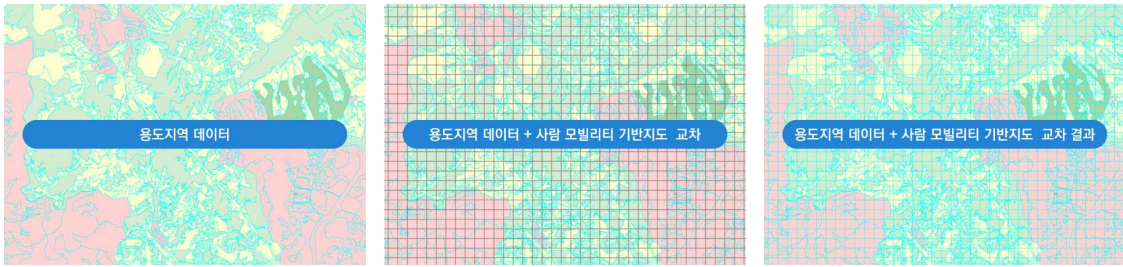 용도지역 데이터
용도지역 데이터 + 사람 모빌리티 기반지도 교차
용도지역 데이터 + 사람 모빌리티 기반지도 교차 결과